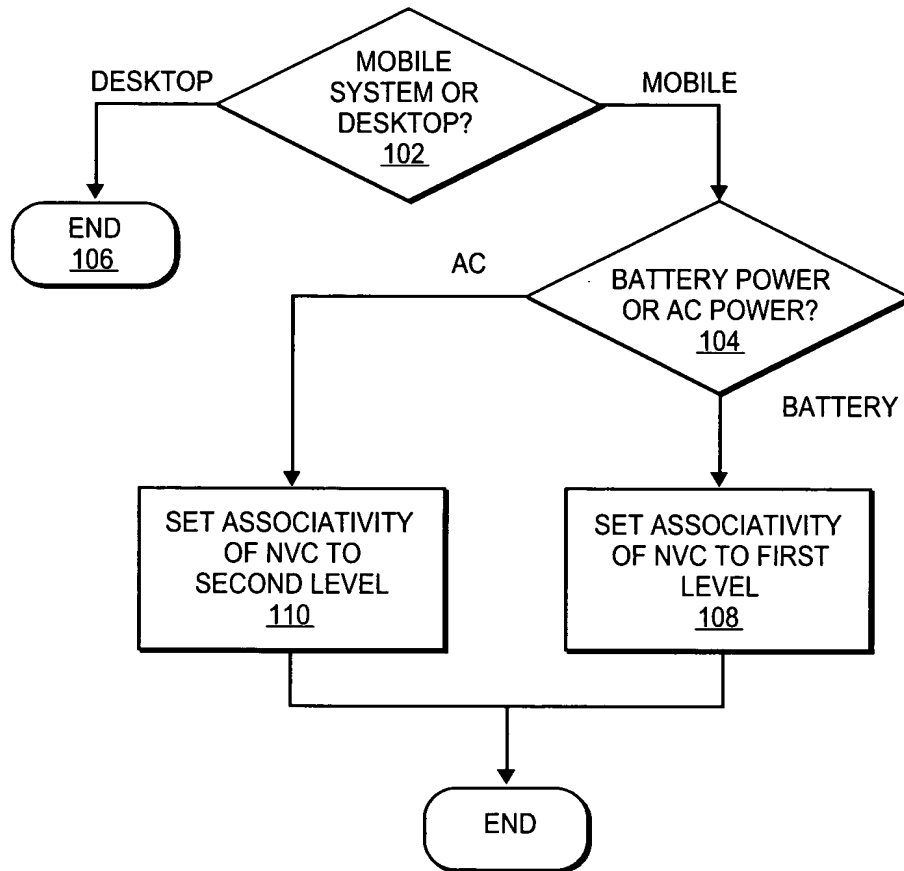 MOBILE
SYSTEM OR
DESKTOP?
102
DESKTOP
MOBILE
END
106
BATTERY POWER
OR AC POWER?
104
AC
BATTERY
SET ASSOCIATIVITY
OF NVC TO
SECOND LEVEL
110
SET ASSOCIATIVITY
OF NVC TO FIRST
LEVEL
108
END